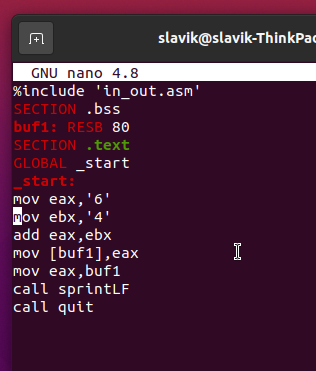 slavik@slavik-ThinkPac
GNU nano 4.8
%include 'in_out.asm'
SECTION .bss
buf1: RESB 80
SECTION .text
GLOBAL _start
_start:
mov eax,'6'
mov ebx,'4'
add eax,ebx
mov [buf1],eax
mov eax,buf1
call sprintLF
call quit